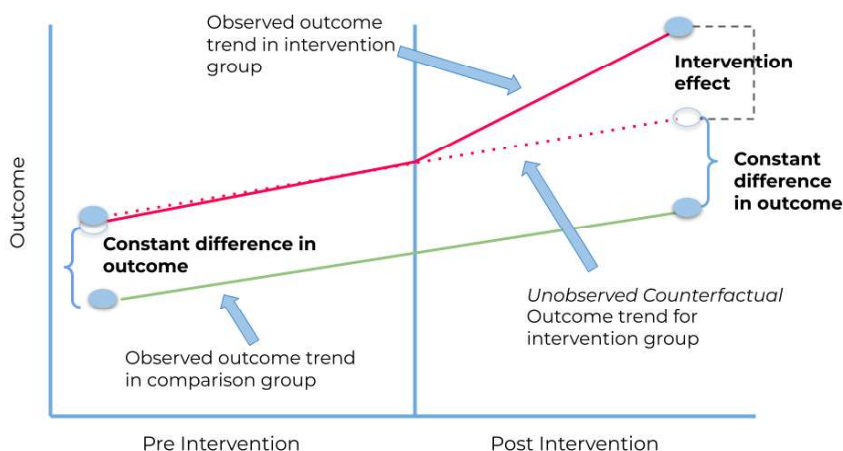 Observed outcome
trend in intervention
group
Intervention
effect
Constant
difference
in outcome
Outcome
Constant difference in
outcome
Unobserved Counterfactual
Outcome trend for
intervention group
Observed outcome trend
in comparison group
Pre Intervention
Post Intervention